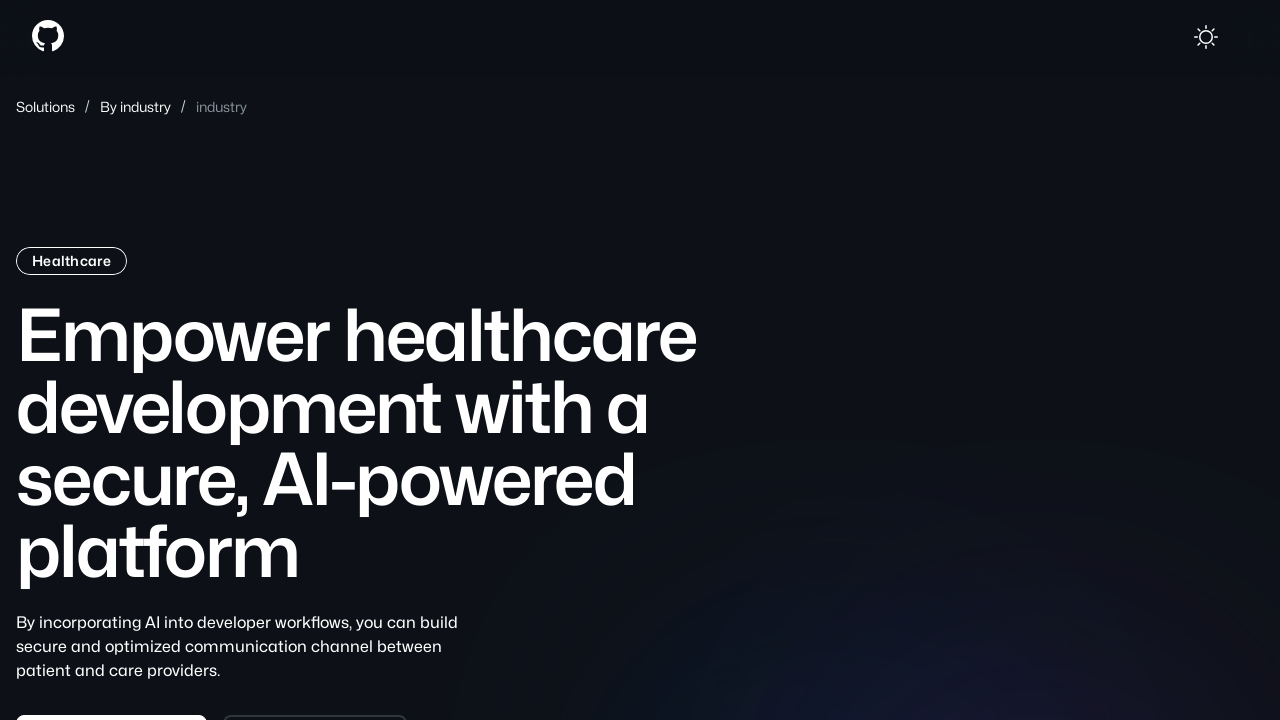 Solutions / By industry / industry
Healthcare
Empower healthcare
development with a
secure, AI-powered
platform
By incorporating AI into developer workflows, you can build
secure and optimized communication channel between
patient and care providers.